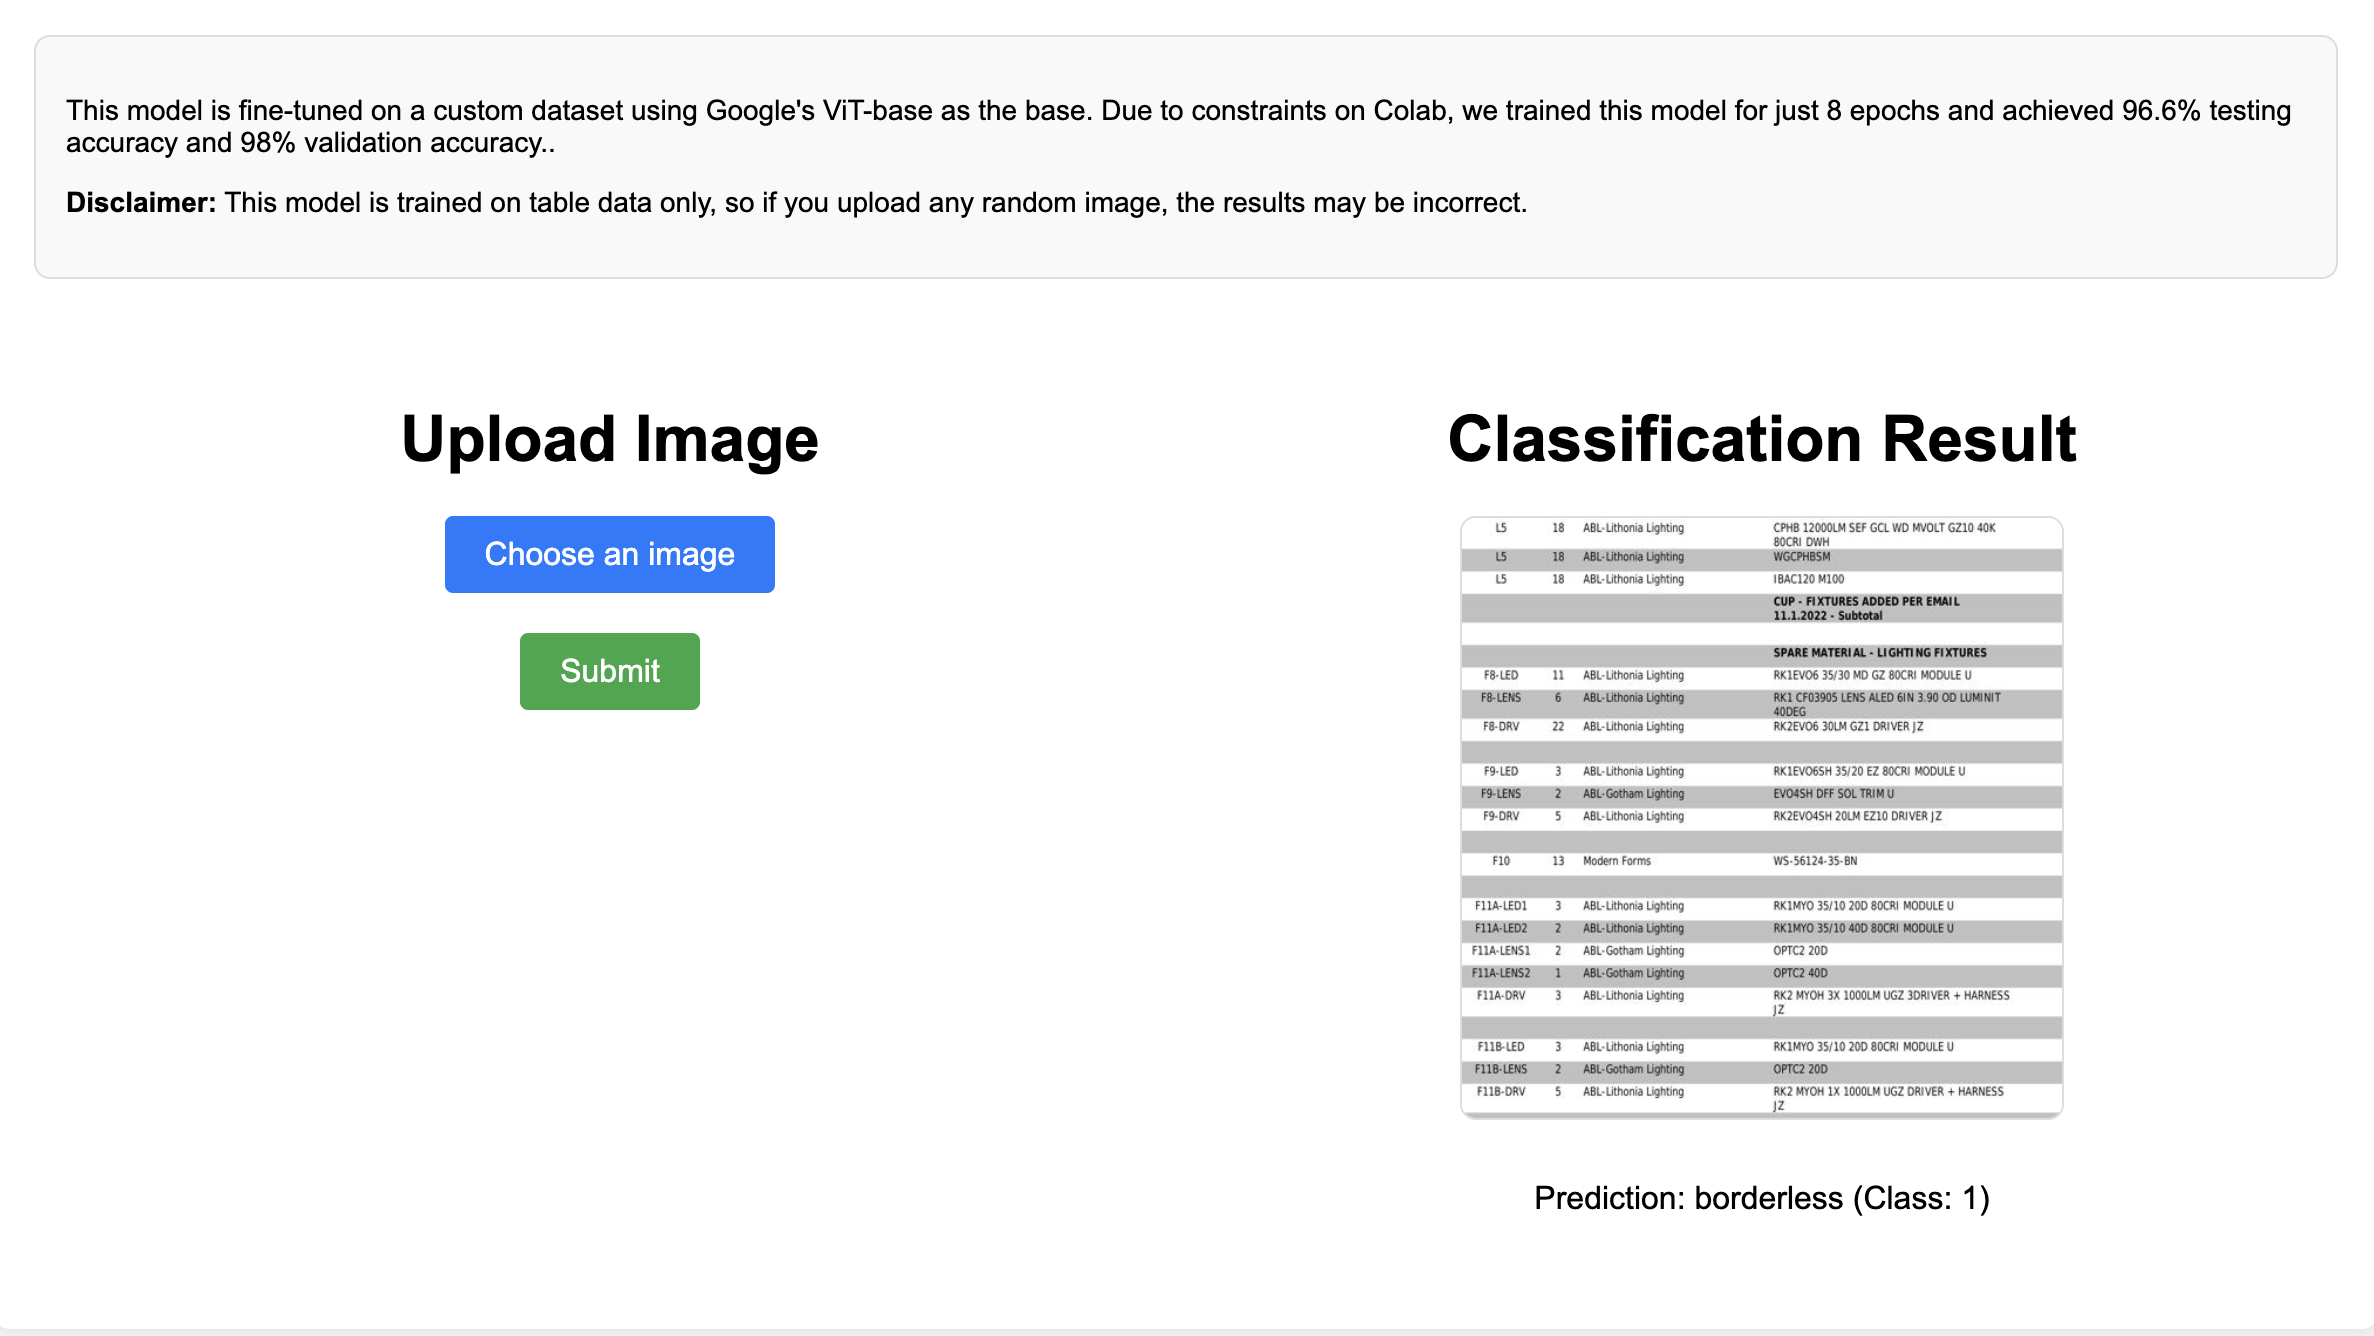 This model is fine-tuned on a custom dataset using Google's ViT-base as the base. Due to constraints on Colab, we trained this model for just 8 epochs and achieved 96.6% testing
accuracy and 98% validation accuracy..
Disclaimer: This model is trained on table data only, so if you upload any random image, the results may be incorrect.
Upload Image
Choose an image
Submit
Classification Result
L5 18 ABL-Lithonia Lighting CPHB 12000LM SEF GCL WD MVOLT GZ10 40K
80CRI DWH
L5 18 ABL-Lithonia Lighting WGCPHBSM
L5 18 ABL-Lithonia Lighting IBAC120 M100
CUP - FIXTURES ADDED PER EMAIL
11.1.2022 - Subtotal
SPARE MATERIAL - LIGHTING FIXTURES
F8-LED 11 ABL-Lithonia Lighting RK1EVO6 35/30 MD GZ 80CRI MODULE U
F8-LENS 6 ABL-Lithonia Lighting RK1 CF03905 LENS ALED 6IN 3.90 OD LUMINIT
40DEG
F8-DRV 22 ABL-Lithonia Lighting RK2EVO6 30LM GZ1 DRIVER JZ
F9-LED 3 ABL-Lithonia Lighting RK1EVO6SH 35/20 EZ 80CRI MODULE U
F9-LENS 2 ABL-Gotham Lighting EVO4SH DFF SOL TRIM U
F9-DRV 5 ABL-Lithonia Lighting RK2EVO4SH 20LM EZ10 DRIVER JZ
F10 13 Modern Forms WS-56124-35-BN
F11A-LED1 3 ABL-Lithonia Lighting RK1MYO 35/10 20D 80CRI MODULE U
F11A-LED2 2 ABL-Lithonia Lighting RK1MYO 35/10 40D 80CRI MODULE U
F11A-LENS1 2 ABL-Gotham Lighting OPTC2 20D
F11A-LENS2 1 ABL-Gotham Lighting OPTC2 40D
F11A-DRV 3 ABL-Lithonia Lighting RK2 MYOH 3X 1000LM UGZ 3DRIVER + HARNESS
JZ
F11B-LED 3 ABL-Lithonia Lighting RK1MYO 35/10 20D 80CRI MODULE U
F11B-LENS 2 ABL-Gotham Lighting OPTC2 20D
F11B-DRV 5 ABL-Lithonia Lighting RK2 MYOH 1X 1000LM UGZ DRIVER + HARNESS
JZ
Prediction: borderless (Class: 1)